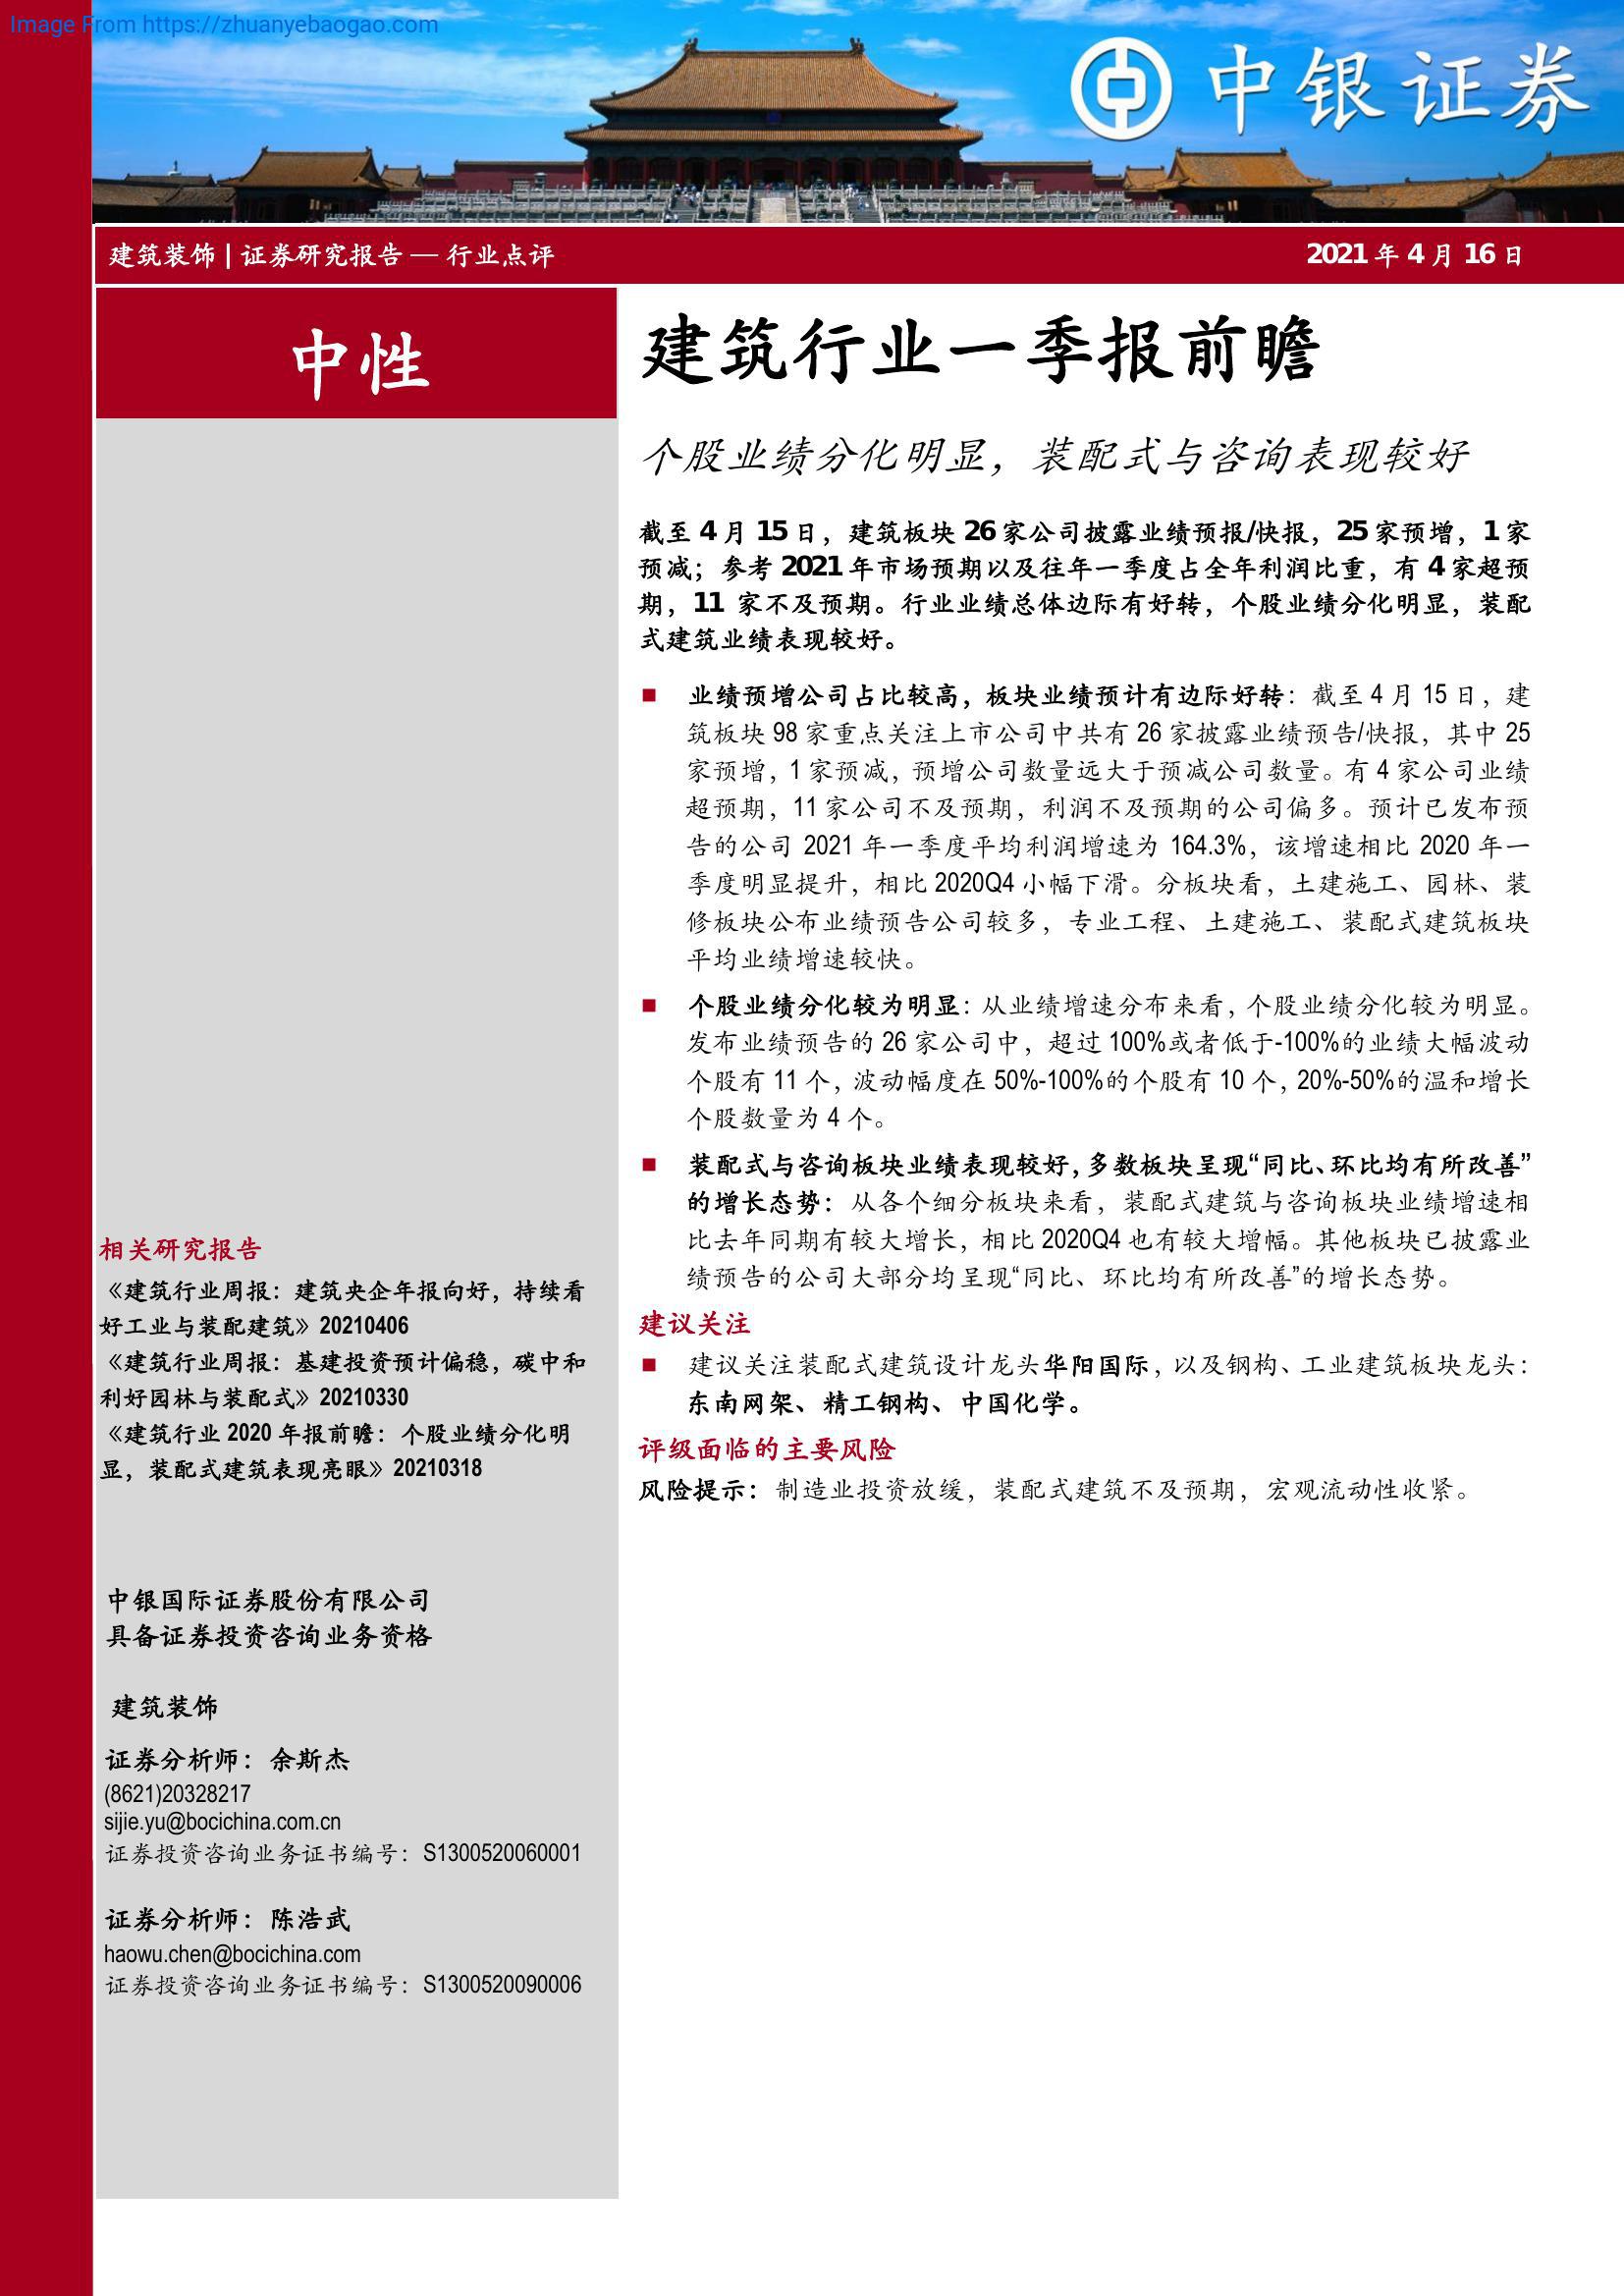 Image From https://zhuanyebaogao.com
中银证券
建筑装饰 | 证券研究报告 — 行业点评
2021 年 4 月 16 日
中性
建筑行业一季报前瞻
个股业绩分化明显，装配式与咨询表现较好
截至 4 月 15 日，建筑板块 26 家公司披露业绩预报/快报，25 家预增，1 家
预减；参考 2021 年市场预期以及往年一季度占全年利润比重，有 4 家超预
期，11 家不及预期。行业业绩总体边际有好转，个股业绩分化明显，装配
式建筑业绩表现较好。
■ 业绩预增公司占比较高，板块业绩预计有边际好转：截至 4 月 15 日，建
筑板块 98 家重点关注上市公司中共有 26 家披露业绩预告/快报，其中 25
家预增，1 家预减，预增公司数量远大于预减公司数量。有 4 家公司业绩
超预期，11 家公司不及预期，利润不及预期的公司偏多。预计已发布预
告的公司 2021 年一季度平均利润增速为 164.3%，该增速相比 2020 年一
季度明显提升，相比 2020Q4 小幅下滑。分板块看，土建施工、园林、装
修板块公布业绩预告公司较多，专业工程、土建施工、装配式建筑板块
平均业绩增速较快。
■ 个股业绩分化较为明显：从业绩增速分布来看，个股业绩分化较为明显。
发布业绩预告的 26 家公司中，超过 100%或者低于-100%的业绩大幅波动
个股有 11 个，波动幅度在 50%-100%的个股有 10 个，20%-50%的温和增长
个股数量为 4 个。
■ 装配式与咨询板块业绩表现较好，多数板块呈现“同比、环比均有所改善”
的增长态势：从各个细分板块来看，装配式建筑与咨询板块业绩增速相
比去年同期有较大增长，相比 2020Q4 也有较大增幅。其他板块已披露业
绩预告的公司大部分均呈现“同比、环比均有所改善”的增长态势。
建议关注
■ 建议关注装配式建筑设计龙头华阳国际，以及钢构、工业建筑板块龙头：
东南网架、精工钢构、中国化学。
评级面临的主要风险
风险提示：制造业投资放缓，装配式建筑不及预期，宏观流动性收紧。
相关研究报告
《建筑行业周报：建筑央企年报向好，持续看
好工业与装配建筑》20210406
《建筑行业周报：基建投资预计偏稳，碳中和
利好园林与装配式》20210330
《建筑行业 2020 年报前瞻：个股业绩分化明
显，装配式建筑表现亮眼》20210318
中银国际证券股份有限公司
具备证券投资咨询业务资格
建筑装饰
证券分析师：余斯杰
(8621)20328217
sijie.yu@bocichina.com.cn
证券投资咨询业务证书编号：S1300520060001
证券分析师：陈浩武
haowu.chen@bocichina.com
证券投资咨询业务证书编号：S1300520090006